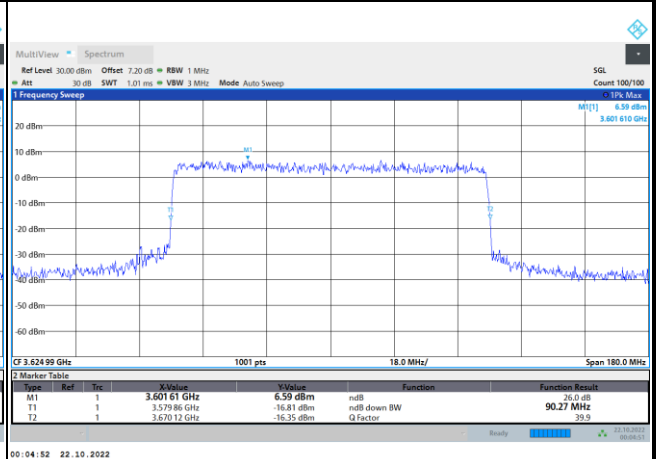 MultiView Spectrum
Ref Level 30.00 dBm Offset 7.20 dB RBW 1 MHz SGL
Att 30 dB SWT 1.01 ms VBW 3 MHz Mode Auto Sweep Count 100/100
1 Frequency Sweep 1Pk Max
M1[1] 6.59 dBm
3.601 610 GHz
20 dBm
10 dBm
M1
0 dBm
-10 dBm
T1 T2
-20 dBm
-30 dBm
-40 dBm
-50 dBm
-60 dBm
CF 3.624 99 GHz 1001 pts 18.0 MHz/ Span 180.0 MHz
2 Marker Table
Type Ref Trc X-Value Y-Value Function Function Result
M1 1 3.601 61 GHz 6.59 dBm ndB 26.0 dB
T1 1 3.579 86 GHz -16.81 dBm ndB down BW 90.27 MHz
T2 1 3.670 12 GHz -16.35 dBm Q Factor 39.9
Ready 22.10.2022
00:04:51
00:04:52 22.10.2022